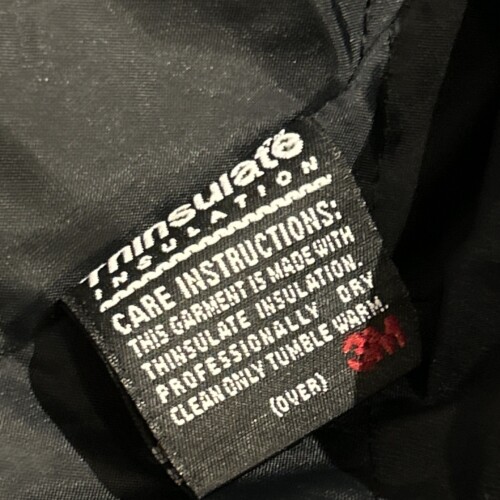 Thinsulate
INSULATION
CARE INSTRUCTIONS:
THIS GARMENT IS MADE WITH
THINSULATE INSULATION.
PROFESSIONALLY DRY
CLEAN ONLY TUMBLE WARM.
3M
(OVER)